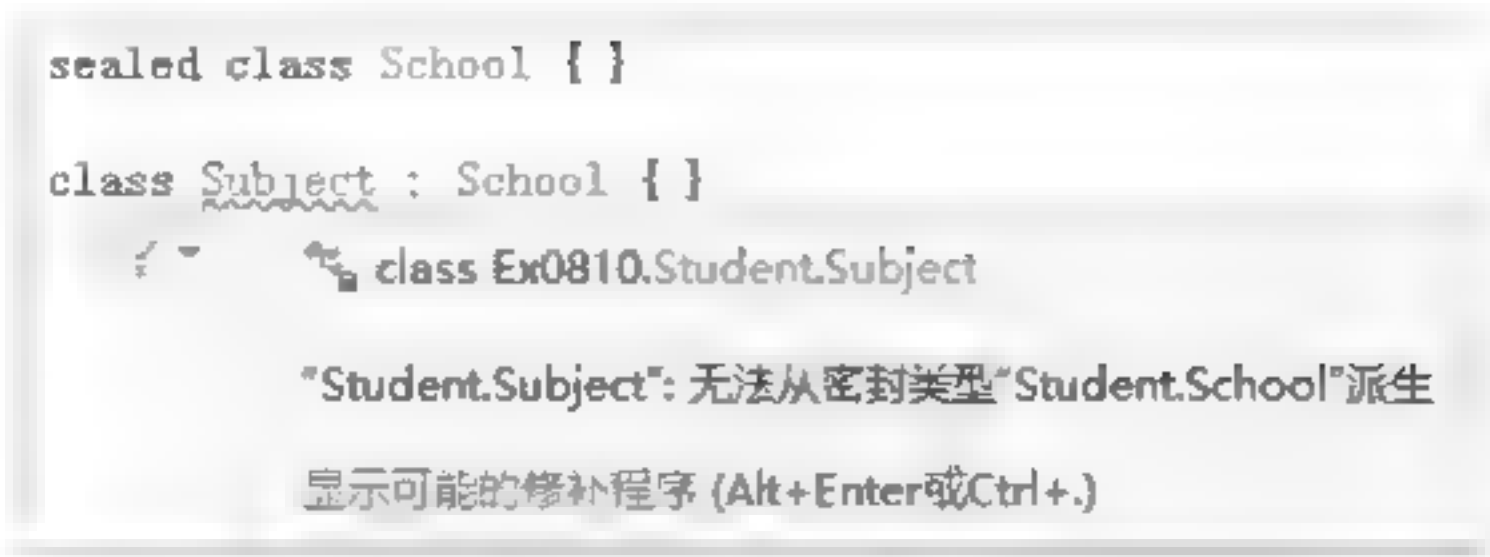 sealed class School { }
class Subject : School { }
class Ex0810.Student.Subject
"Student.Subject": 无法从密封类型"Student.School"派生
显示可能的修补程序 (Alt+Enter或Ctrl+.)